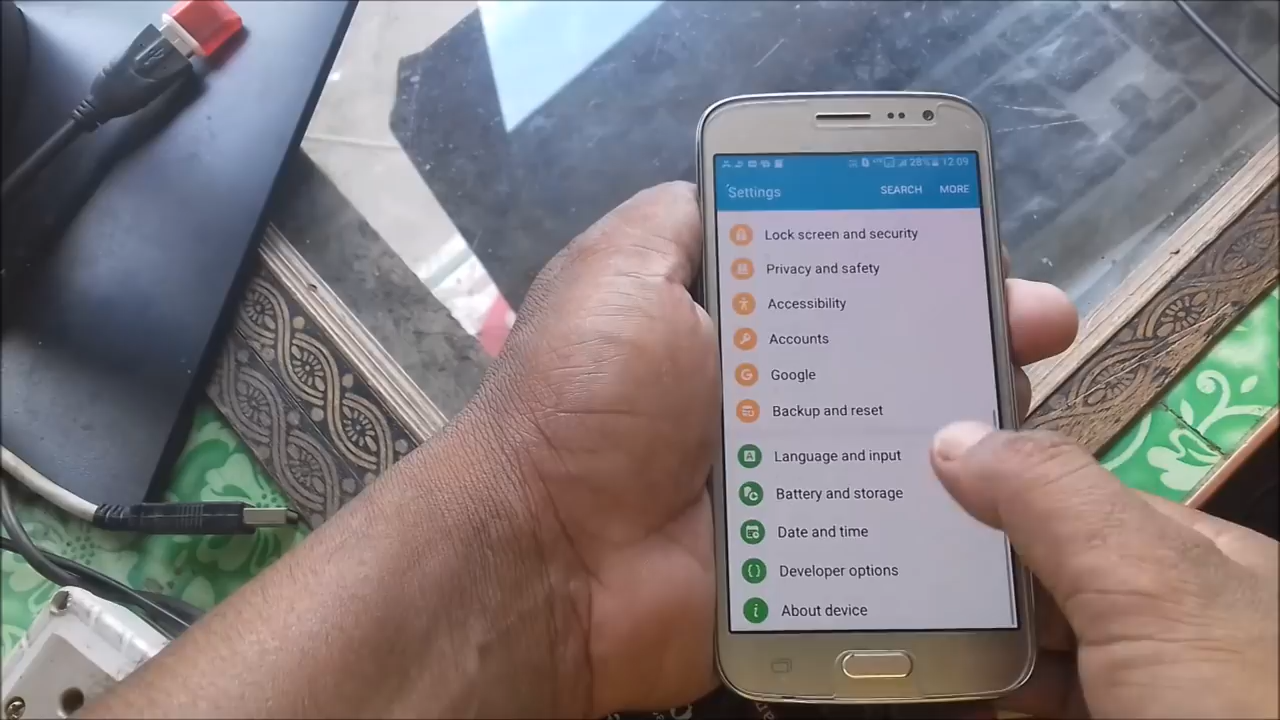 28% 12:09
Settings SEARCH MORE
Lock screen and security
Privacy and safety
Accessibility
Accounts
Google
Backup and reset
Language and input
Battery and storage
Date and time
Developer options
About device